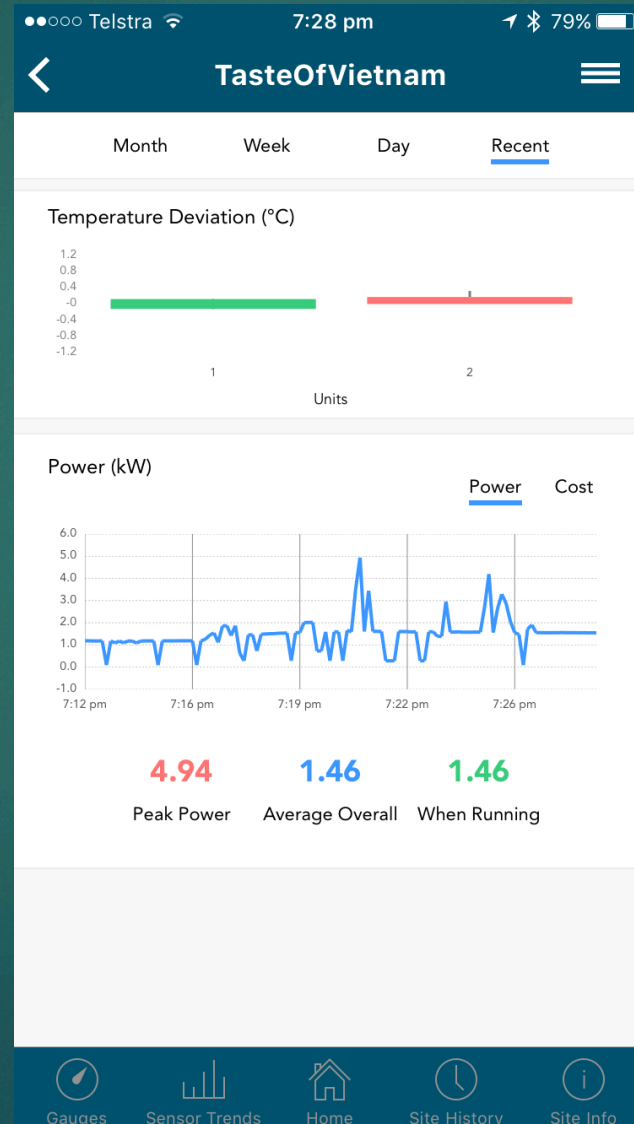 Telstra 7:28 pm 79%
TasteOfVietnam
Month Week Day Recent
Temperature Deviation (°C)
1.2
0.8
0.4
-0
-0.4
-0.8
-1.2
1 2
Units
Power (kW)
Power Cost
6.0
5.0
4.0
3.0
2.0
1.0
0.0
-1.0
7:12 pm 7:16 pm 7:19 pm 7:22 pm 7:26 pm
4.94 1.46 1.46
Peak Power Average Overall When Running
Gauges Sensor Trends Home Site History Site Info